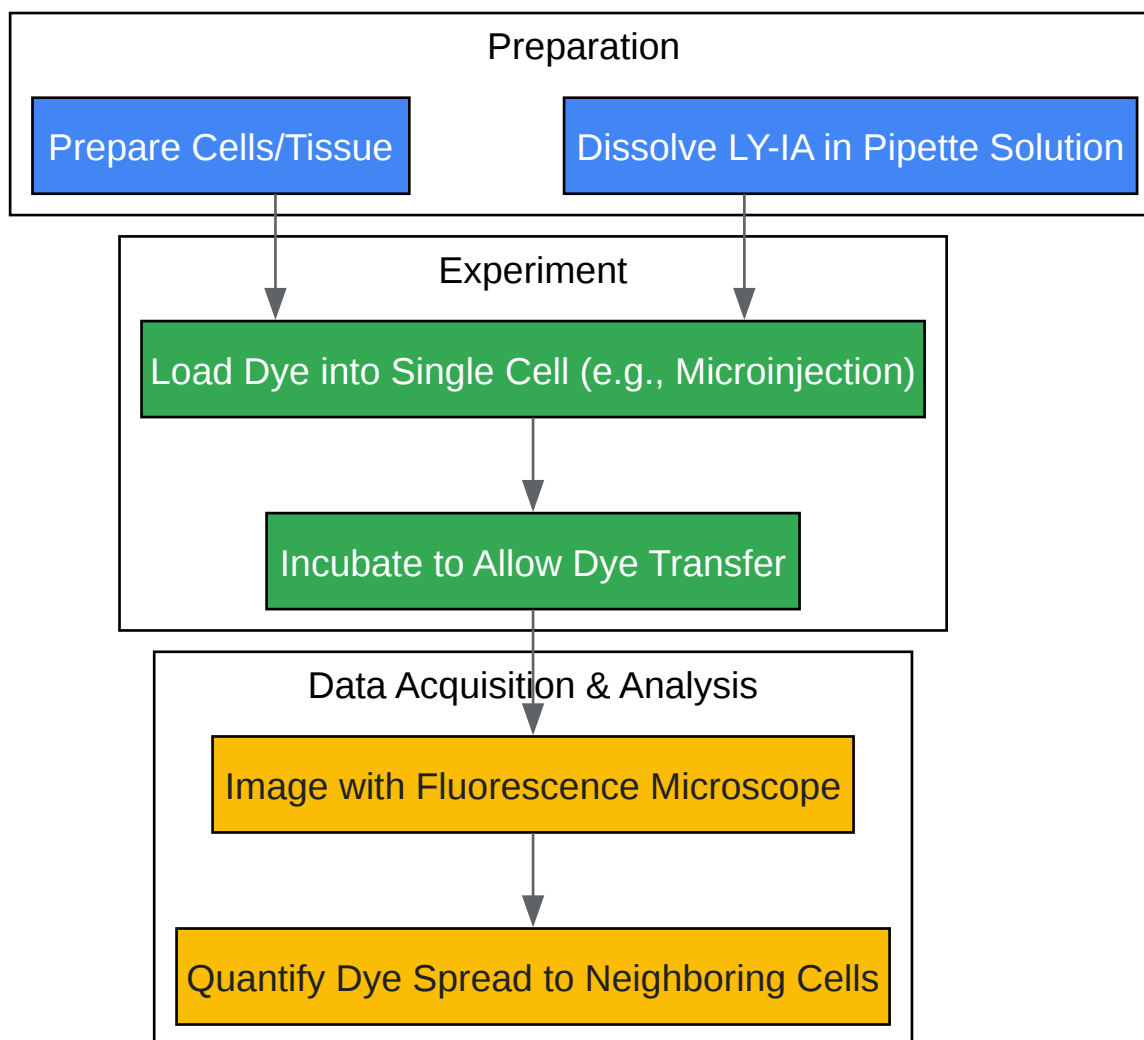 Preparation
Prepare Cells/Tissue
Dissolve LY-IA in Pipette Solution
Experiment
Load Dye into Single Cell (e.g., Microinjection)
Incubate to Allow Dye Transfer
Data Acquisition & Analysis
Image with Fluorescence Microscope
Quantify Dye Spread to Neighboring Cells